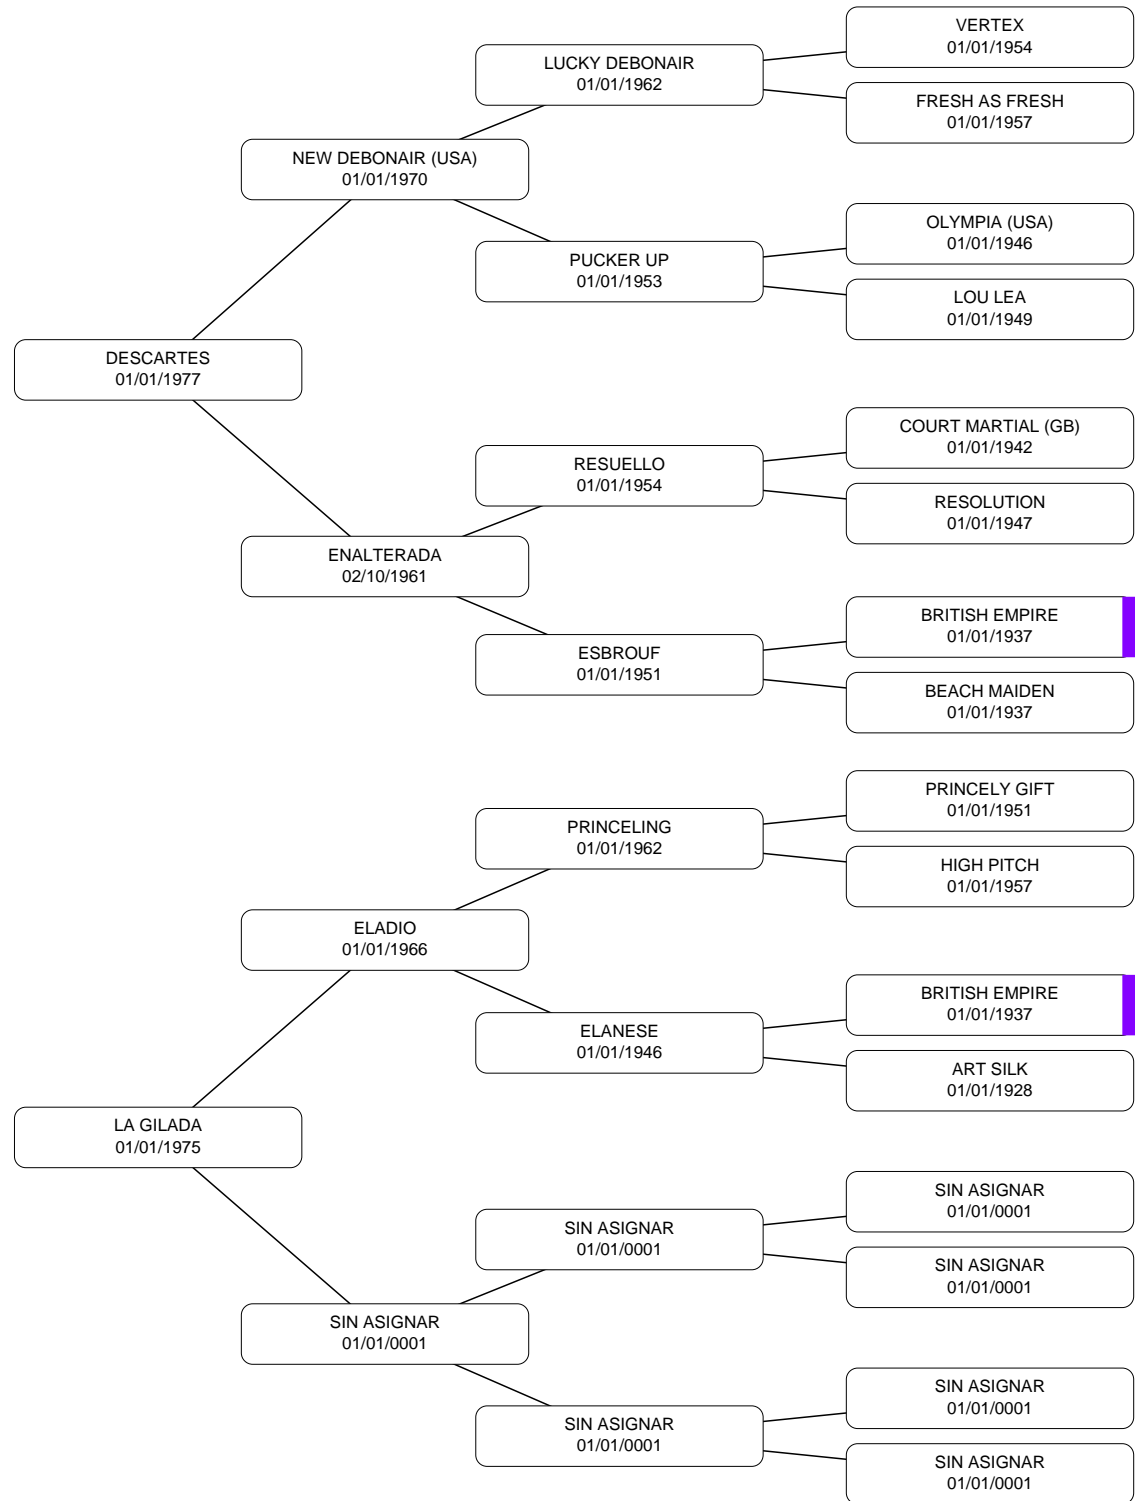 VERTEX
01/01/1954
LUCKY DEBONAIR
01/01/1962
FRESH AS FRESH
01/01/1957
NEW DEBONAIR (USA)
01/01/1970
OLYMPIA (USA)
01/01/1946
PUCKER UP
01/01/1953
LOU LEA
01/01/1949
DESCARTES
01/01/1977
COURT MARTIAL (GB)
01/01/1942
RESUELLO
01/01/1954
RESOLUTION
01/01/1947
ENALTERADA
02/10/1961
BRITISH EMPIRE
01/01/1937
ESBROUF
01/01/1951
BEACH MAIDEN
01/01/1937
PRINCELY GIFT
01/01/1951
PRINCELING
01/01/1962
HIGH PITCH
01/01/1957
ELADIO
01/01/1966
BRITISH EMPIRE
01/01/1937
ELANESE
01/01/1946
ART SILK
01/01/1928
LA GILADA
01/01/1975
SIN ASIGNAR
01/01/0001
SIN ASIGNAR
01/01/0001
SIN ASIGNAR
01/01/0001
SIN ASIGNAR
01/01/0001
SIN ASIGNAR
01/01/0001
SIN ASIGNAR
01/01/0001
SIN ASIGNAR
01/01/0001